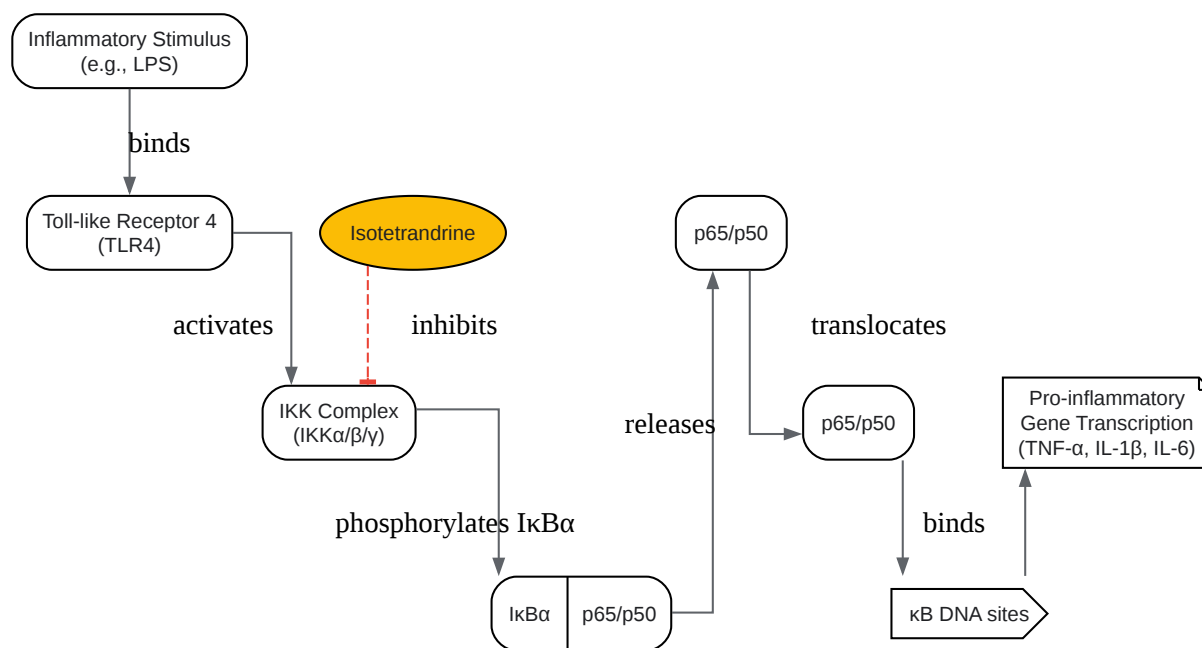 Inflammatory Stimulus
(e.g., LPS)
binds
Toll-like Receptor 4
(TLR4)
Isotetrandrine
p65/p50
activates
inhibits
translocates
IKK Complex
(IKKα/β/γ)
releases
p65/p50
Pro-inflammatory
Gene Transcription
(TNF-α, IL-1β, IL-6)
phosphorylates IκBα
binds
IκBα
p65/p50
κB DNA sites